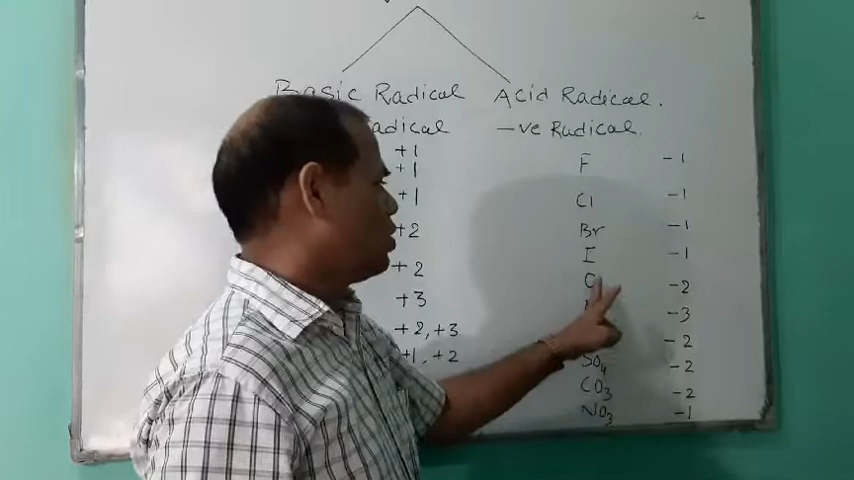 Basic Radical Acid Radical.
Radical -ve Radical.
+1 F -1
+1
+1 Cl -1
+2 Br -1
I -1
+2 -2
+3 -3
+2, +3 -2
+1, +2 SO4 -2
CO3 -2
NO3 -1